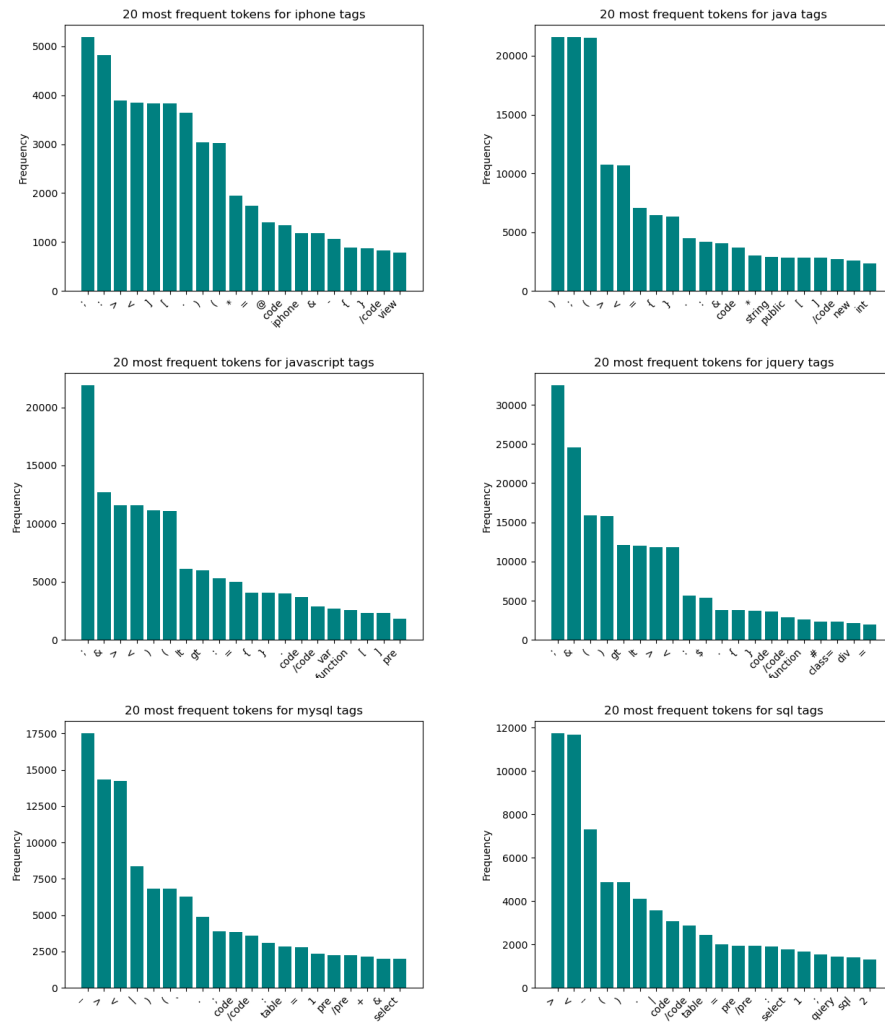 20 most frequent tokens for iphone tags
Frequency
5000
4000
3000
2000
1000
0
; : > < ] [ . ) ( * = @ code iphone & - { } /code view
20 most frequent tokens for java tags
Frequency
20000
15000
10000
5000
0
) ; ( > < = { } . : & code * string public [ ] /code new int
20 most frequent tokens for javascript tags
Frequency
20000
15000
10000
5000
0
; & > < ) ( lt gt : = { } . code /code var function [ ] pre
20 most frequent tokens for jquery tags
Frequency
30000
25000
20000
15000
10000
5000
0
; & ( ) gt lt > < : $ . { } code /code function # class= div =
20 most frequent tokens for mysql tags
Frequency
17500
15000
12500
10000
7500
5000
2500
0
> < | ) ( . ; code /code : table = 1 pre /pre + & select
20 most frequent tokens for sql tags
Frequency
12000
10000
8000
6000
4000
2000
0
> < ( ) . | code /code table = pre /pre select 1 query sql 2